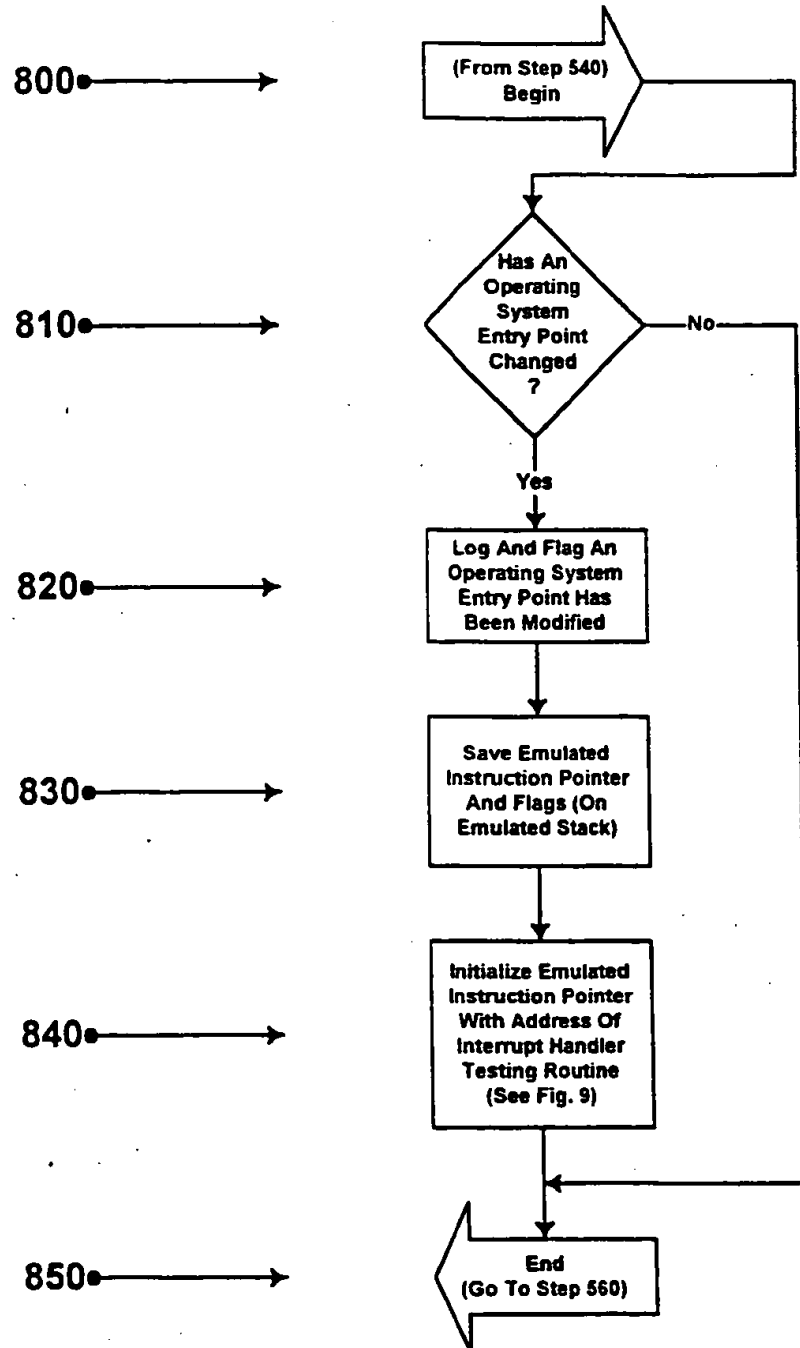 800
(From Step 540)
Begin
810
Has An
Operating
System
Entry Point
Changed
?
No
Yes
820
Log And Flag An
Operating System
Entry Point Has
Been Modified
830
Save Emulated
Instruction Pointer
And Flags (On
Emulated Stack)
840
Initialize Emulated
Instruction Pointer
With Address Of
Interrupt Handler
Testing Routine
(See Fig. 9)
850
End
(Go To Step 560)